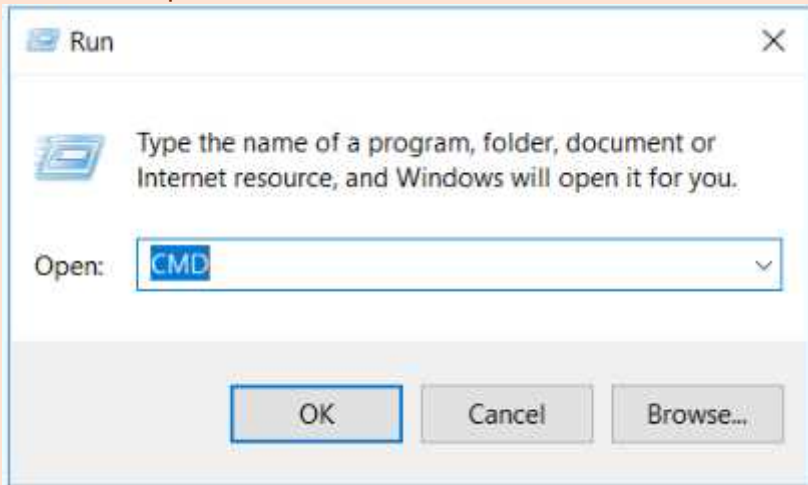 Run
Type the name of a program, folder, document or
Internet resource, and Windows will open it for you.
Open: CMD
OK Cancel Browse...